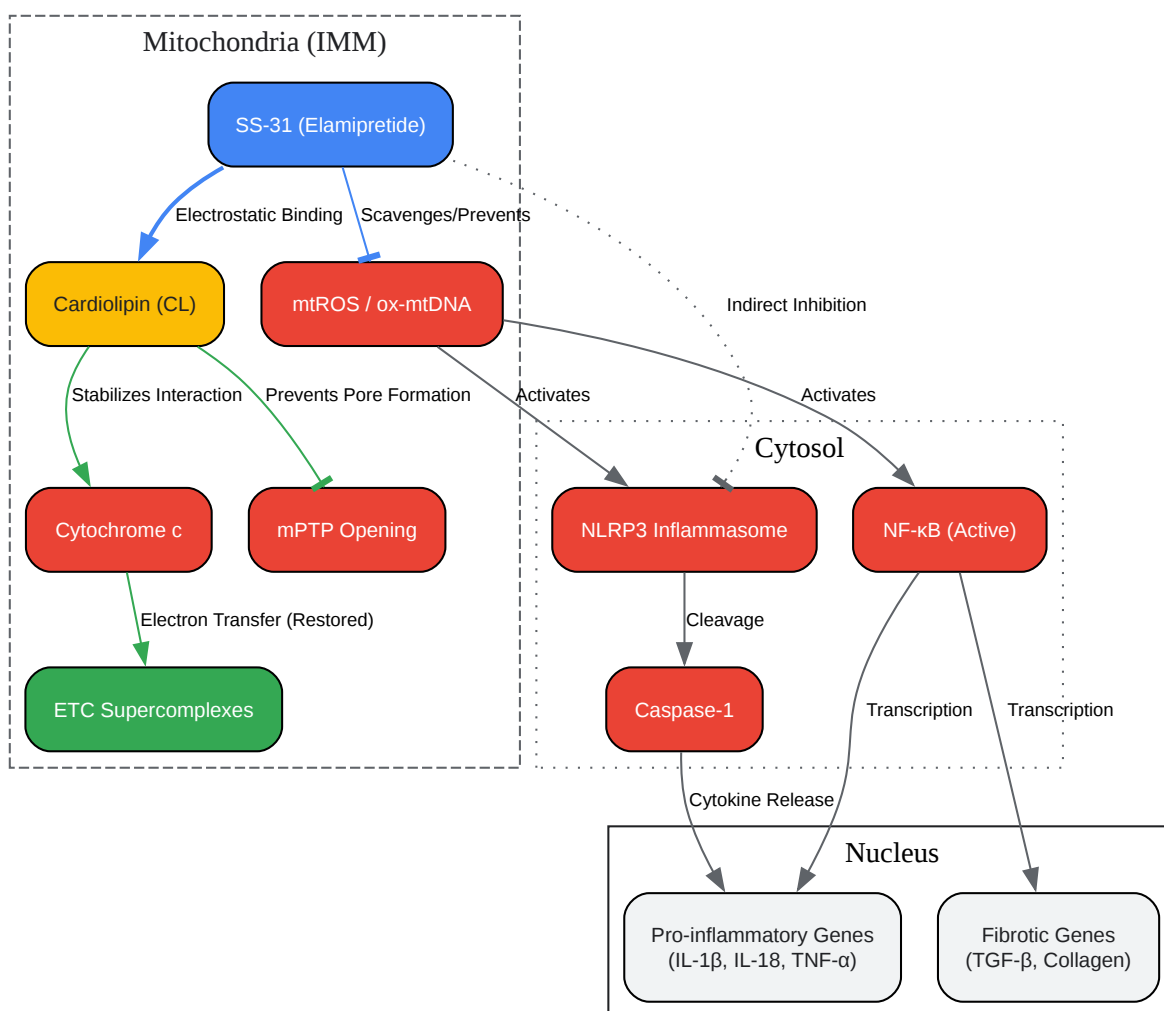 Mitochondria (IMM)
SS-31 (Elamipretide)
Electrostatic Binding
Scavenges/Prevents
Cardiolipin (CL)
mtROS / ox-mtDNA
Indirect Inhibition
Stabilizes Interaction
Prevents Pore Formation
Activates
Activates
Cytosol
Cytochrome c
mPTP Opening
NLRP3 Inflammasome
NF-κB (Active)
Electron Transfer (Restored)
Cleavage
ETC Supercomplexes
Caspase-1
Transcription
Transcription
Cytokine Release
Nucleus
Pro-inflammatory Genes
(IL-1β, IL-18, TNF-α)
Fibrotic Genes
(TGF-β, Collagen)